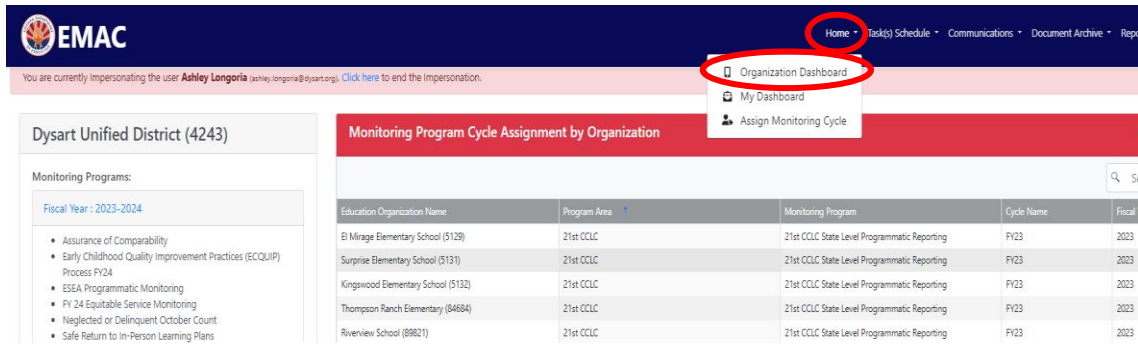 EMAC
Home Task(s) Schedule Communications Document Archive
You are currently Impersonating the user Ashley Longoria (ashley.longoria@dysart.org). Click here to end the Impersonation.
Organization Dashboard
My Dashboard
Assign Monitoring Cycle
Dysart Unified District (4243)
Monitoring Programs:
Fiscal Year : 2023-2024
• Assurance of Comparability
• Early Childhood Quality Improvement Practices (ECQUIP)
Process FY24
• ESEA Programmatic Monitoring
• FY 24 Equitable Service Monitoring
• Neglected or Delinquent October Count
• Safe Return to In-Person Learning Plans
Monitoring Program Cycle Assignment by Organization
Education Organization Name Program Area Monitoring Program Cycle Name Fiscal
El Mirage Elementary School (5129) 21st CCLC 21st CCLC State Level Programmatic Reporting FY23 2023
Surprise Elementary School (5131) 21st CCLC 21st CCLC State Level Programmatic Reporting FY23 2023
Kingswood Elementary School (5132) 21st CCLC 21st CCLC State Level Programmatic Reporting FY23 2023
Thompson Ranch Elementary (84684) 21st CCLC 21st CCLC State Level Programmatic Reporting FY23 2023
Riverview School (89821) 21st CCLC 21st CCLC State Level Programmatic Reporting FY23 2023